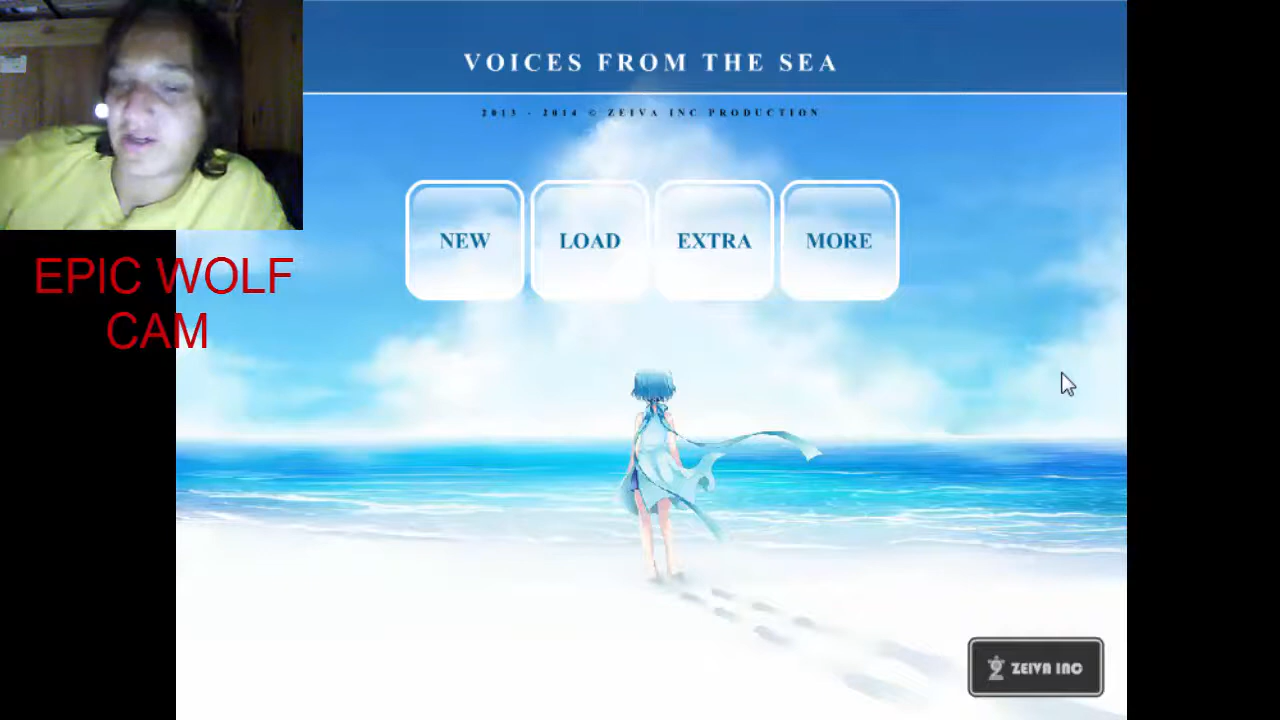 VOICES FROM THE SEA
2013 - 2014 © ZEIVA INC PRODUCTION
NEW LOAD EXTRA MORE
EPIC WOLF
CAM
ZEIVA INC